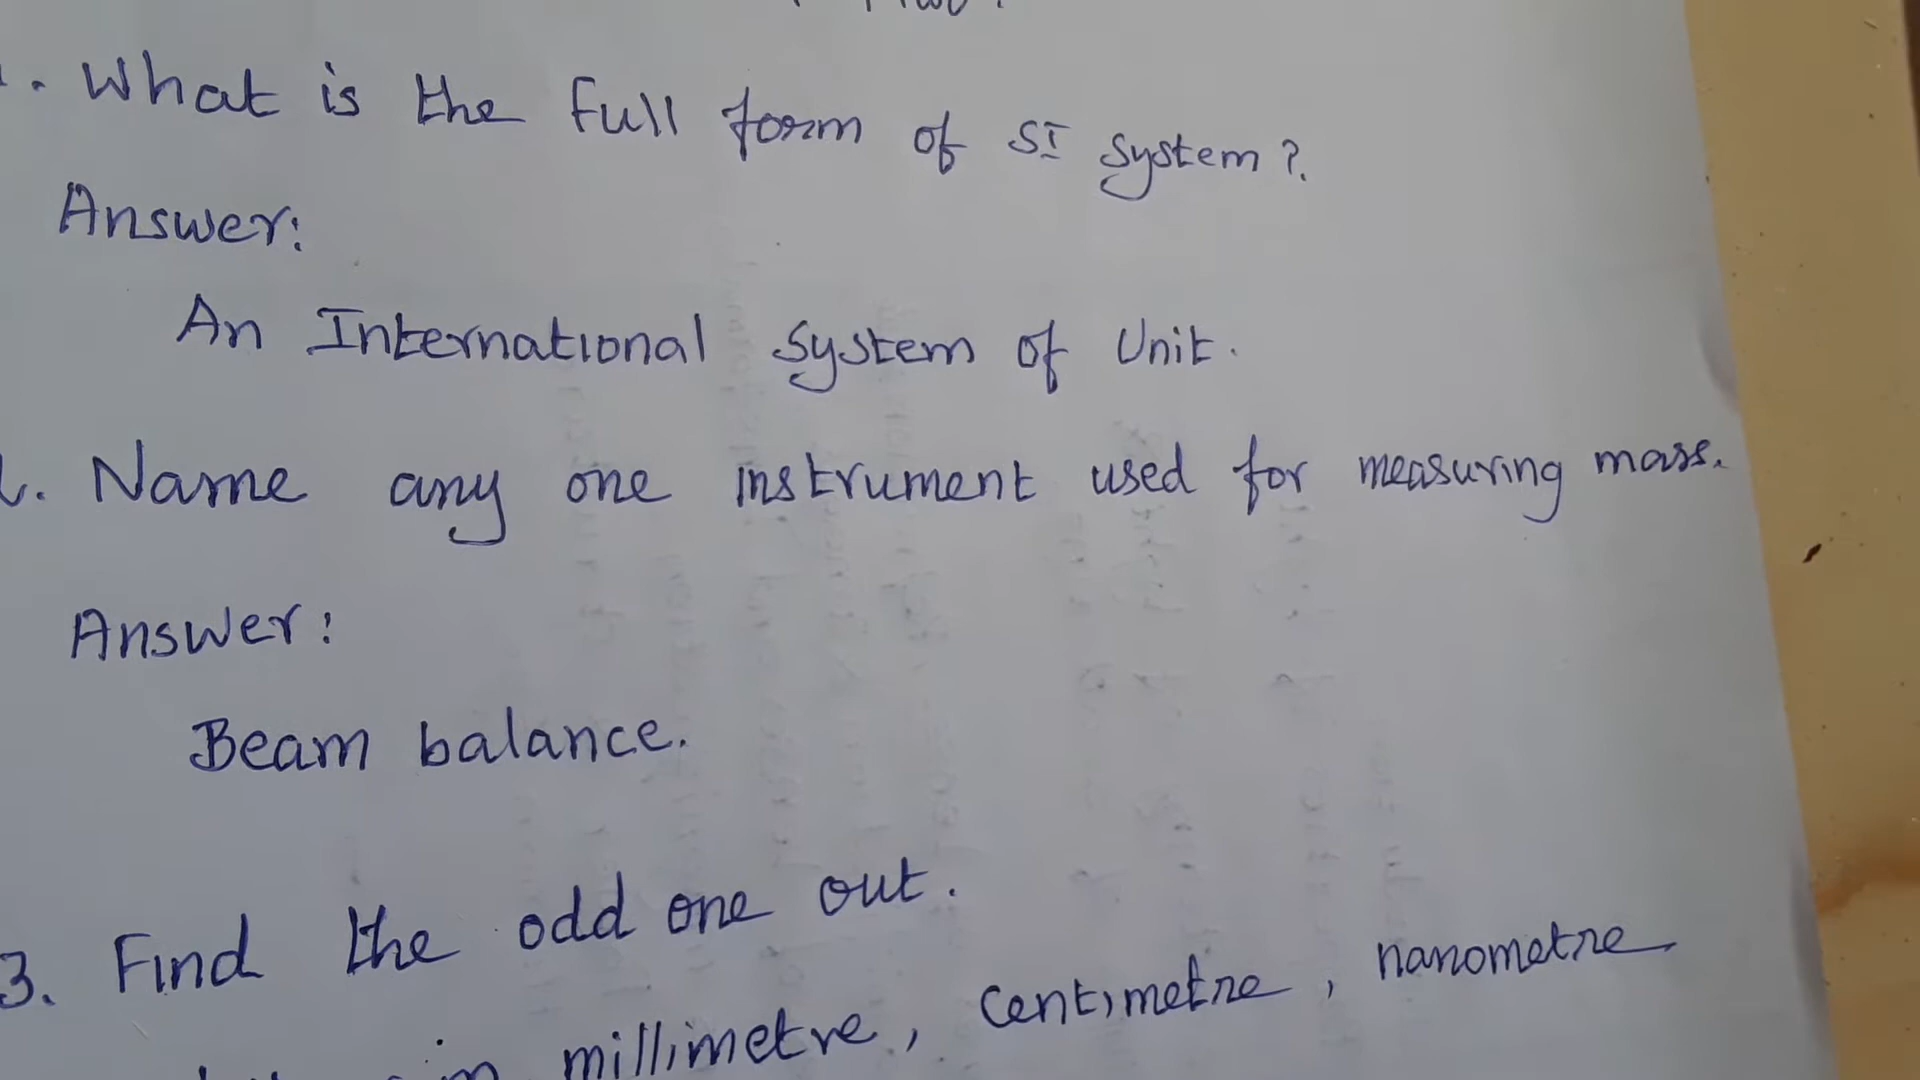 . What is the full form of SI system?
Answer:
An International system of Unit.
. Name any one instrument used for measuring mass.
Answer:
Beam balance.
3. Find the odd one out.
millimetre, centimetre, nanometre